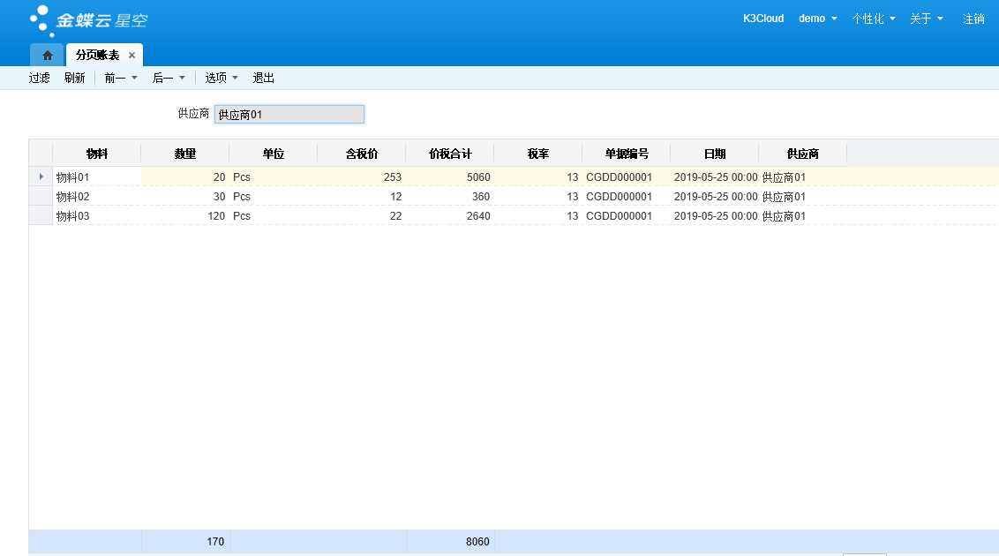 金蝶云星空
K3Cloud demo 个性化 关于 注销
分页账表
过滤 刷新 前一 后一 选项 退出
供应商 供应商01
物料 数量 单位 含税价 价税合计 税率 单据编号 日期 供应商
物料01 20 Pcs 253 5060 13 CGDD000001 2019-05-25 00:00 供应商01
物料02 30 Pcs 12 360 13 CGDD000001 2019-05-25 00:00 供应商01
物料03 120 Pcs 22 2640 13 CGDD000001 2019-05-25 00:00 供应商01
170 8060